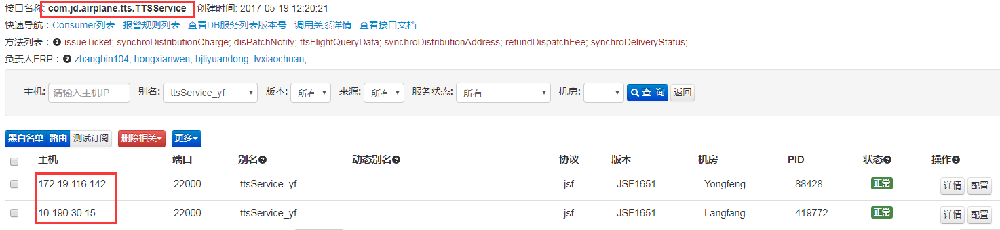 接口名称: com.jd.airplane.tts.TTSService 创建时间: 2017-05-19 12:20:21
快速导航：Consumer列表 报警规则列表 查看DB服务列表版本号 调用关系详情 查看接口文档
方法列表：? issueTicket; synchroDistributionCharge; disPatchNotify; ttsFlightQueryData; synchroDistributionAddress; refundDispatchFee; synchroDeliveryStatus;
负责人ERP：? zhangbin104; hongxianwen; bjliyuandong; lvxiaochuan;
主机: 请输入主机IP 别名: ttsService_yf 版本: 所有 来源: 所有 服务状态: 所有 机房: 查 询 返回
黑白名单 路由 测试订阅 删除相关 更多
主机 端口 别名? 动态别名? 协议 版本 机房 PID 状态? 操作?
172.19.116.142 22000 ttsService_yf jsf JSF1651 Yongfeng 88428 正常 详情 配置
10.190.30.15 22000 ttsService_yf jsf JSF1651 Langfang 419772 正常 详情 配置